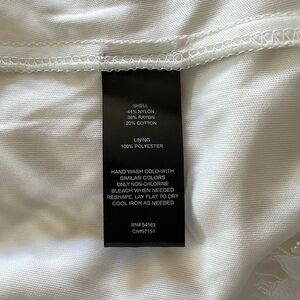 SHELL
44% NYLON
36% RAYON
20% COTTON
LINING
100% POLYESTER
HAND WASH COLD-WITH
SIMILAR COLORS
ONLY NON-CHLORINE
BLEACH WHEN NEEDED
RESHAPE, LAY FLAT TO DRY
COOL IRON AS NEEDED
RN# 54163
CA#57151